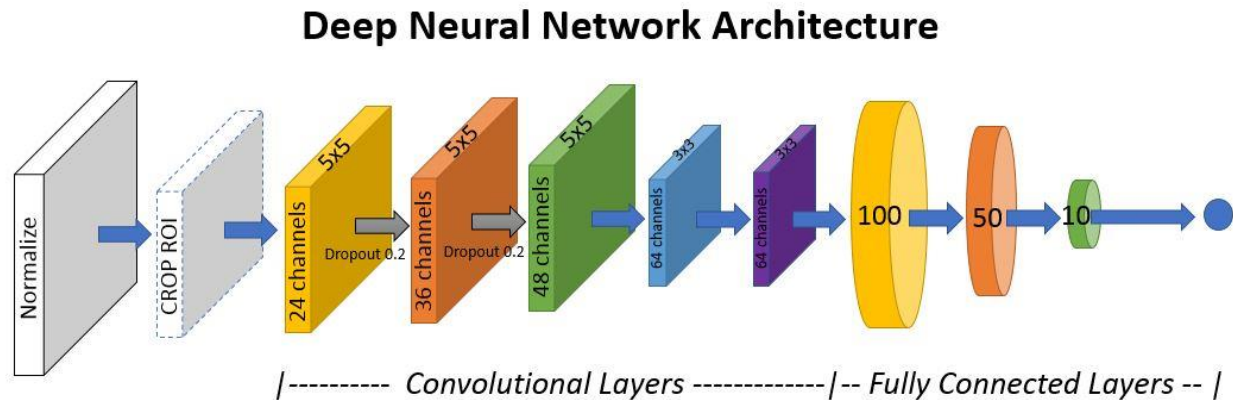 Deep Neural Network Architecture
Normalize
CROP ROI
24 channels
5x5
Dropout 0.2
36 channels
5x5
Dropout 0.2
48 channels
5x5
64 channels
3x3
64 channels
3x3
100
50
10
|---------- Convolutional Layers ------------|-- Fully Connected Layers -- |